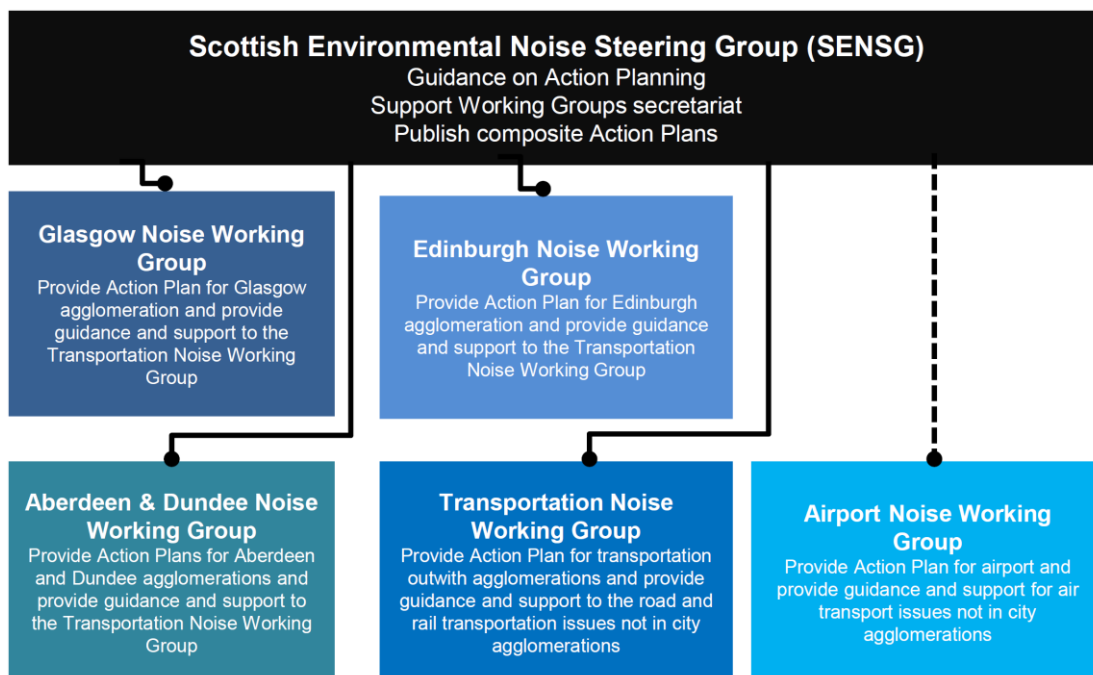 Scottish Environmental Noise Steering Group (SENSG)
Guidance on Action Planning
Support Working Groups secretariat
Publish composite Action Plans
Glasgow Noise Working
Group
Provide Action Plan for Glasgow
agglomeration and provide
guidance and support to the
Transportation Noise Working
Group
Edinburgh Noise Working
Group
Provide Action Plan for Edinburgh
agglomeration and provide guidance
and support to the Transportation
Noise Working Group
Aberdeen & Dundee Noise
Working Group
Provide Action Plans for Aberdeen
and Dundee agglomerations and
provide guidance and support to
the Transportation Noise Working
Group
Transportation Noise
Working Group
Provide Action Plan for transportation
outwith agglomerations and provide
guidance and support to the road and
rail transportation issues not in city
agglomerations
Airport Noise Working
Group
Provide Action Plan for airport and
provide guidance and support for air
transport issues not in city
agglomerations